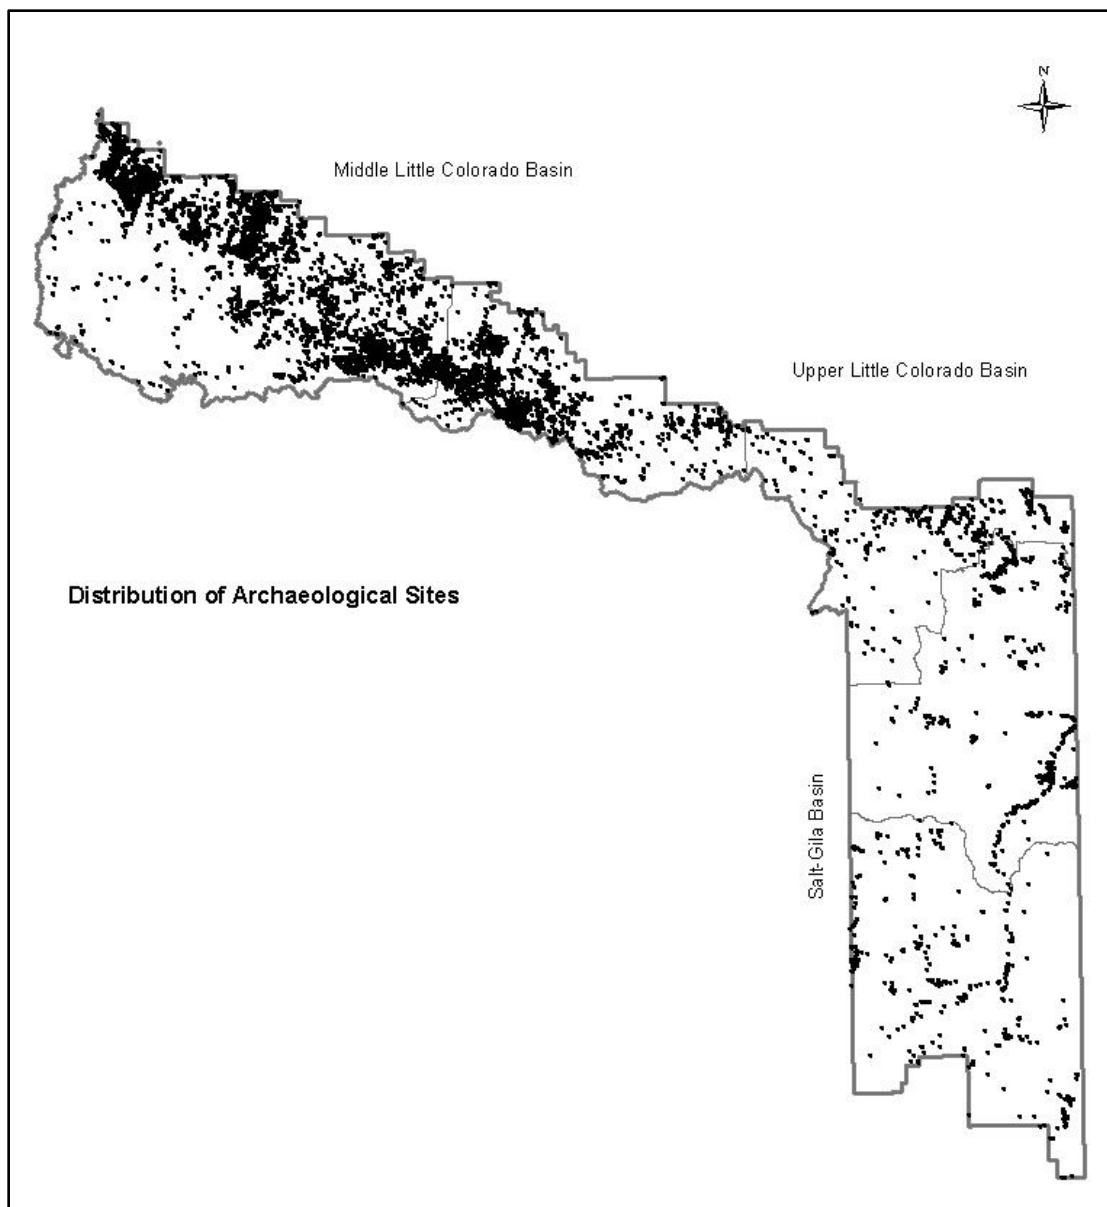 N
Middle Little Colorado Basin
Upper Little Colorado Basin
Distribution of Archaeological Sites
Salt-Gila Basin